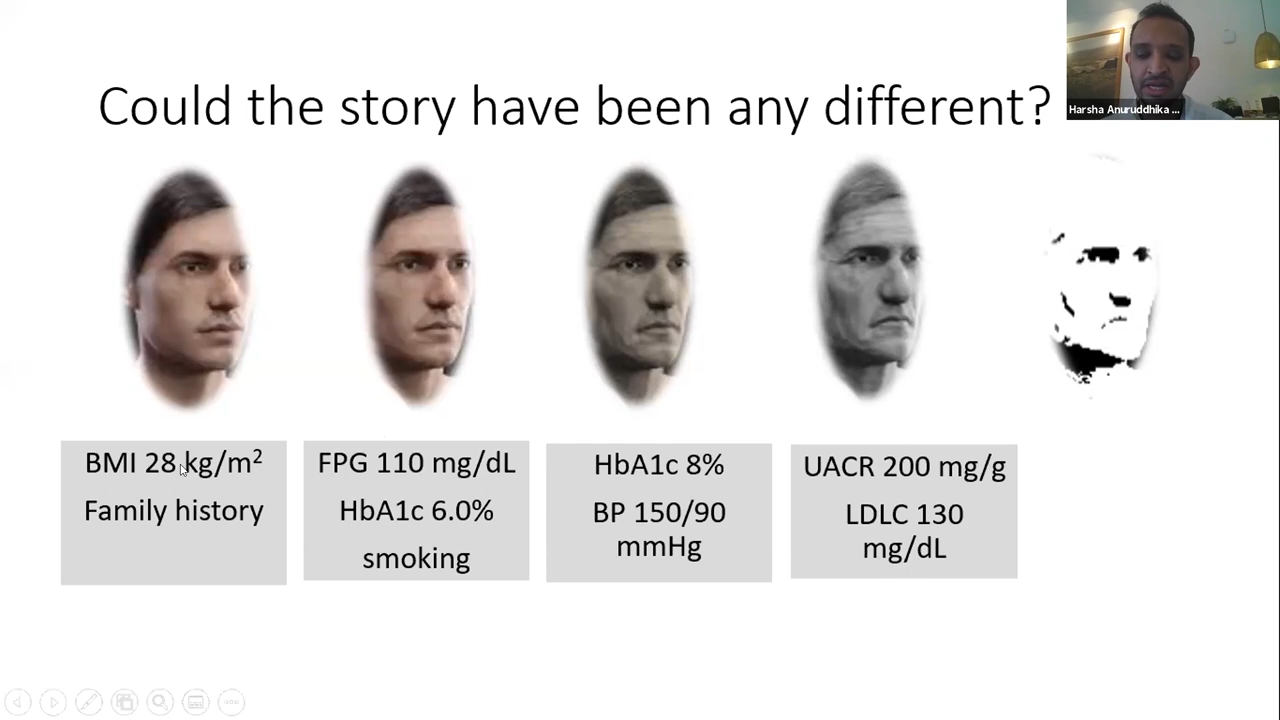 Could the story have been any different?
Harsha Anuruddhika ...
BMI 28 kg/m²
Family history
FPG 110 mg/dL
HbA1c 6.0%
smoking
HbA1c 8%
BP 150/90
mmHg
UACR 200 mg/g
LDLC 130
mg/dL